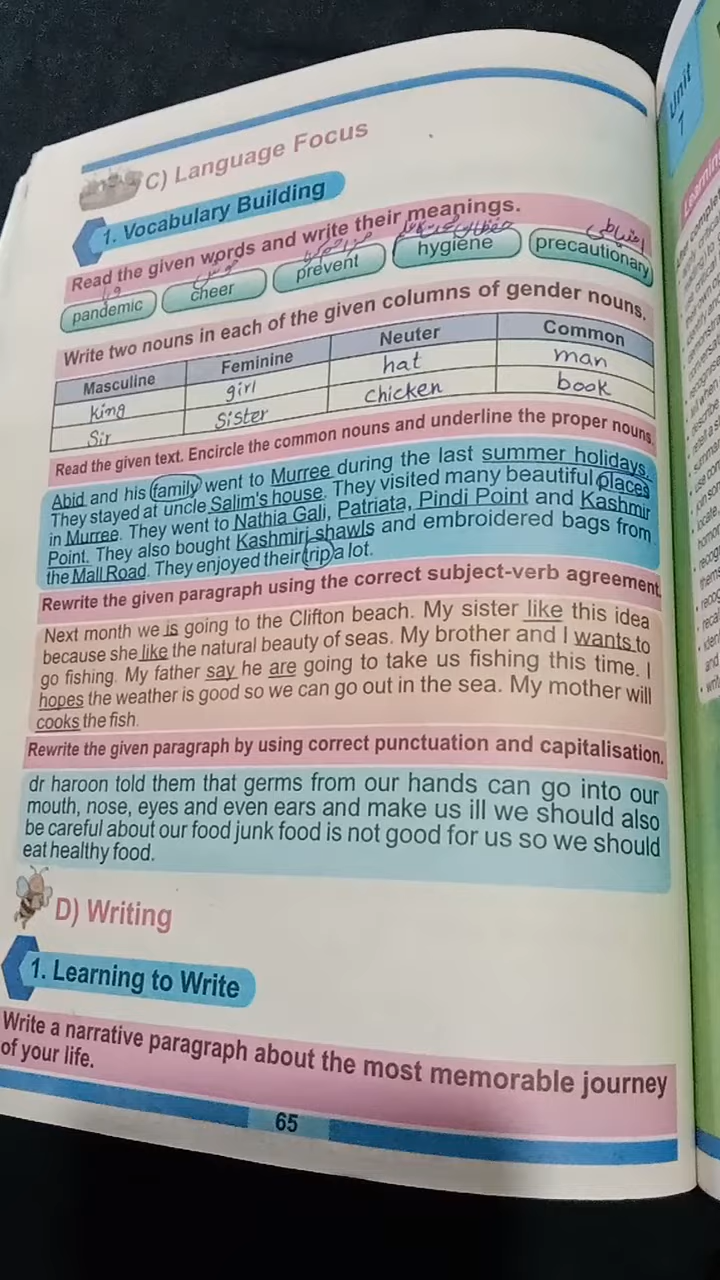 C) Language Focus
1. Vocabulary Building
Read the given words and write their meanings.
وبا
احتیاطی
pandemic cheer prevent hygiene precautionary
Write two nouns in each of the given columns of gender nouns.
Masculine Feminine Neuter Common
king girl hat man
Sir Sister chicken book
Read the given text. Encircle the common nouns and underline the proper nouns.
Abid and his family went to Murree during the last summer holidays.
They stayed at uncle Salim's house. They visited many beautiful places
in Murree. They went to Nathia Gali, Patriata, Pindi Point and Kashmir
Point. They also bought Kashmiri shawls and embroidered bags from
the Mall Road. They enjoyed their trip a lot.
Rewrite the given paragraph using the correct subject-verb agreement.
Next month we is going to the Clifton beach. My sister like this idea
because she like the natural beauty of seas. My brother and I wants to
go fishing. My father say he are going to take us fishing this time. I
hopes the weather is good so we can go out in the sea. My mother will
cooks the fish.
Rewrite the given paragraph by using correct punctuation and capitalisation.
dr haroon told them that germs from our hands can go into our
mouth, nose, eyes and even ears and make us ill we should also
be careful about our food junk food is not good for us so we should
eat healthy food.
D) Writing
1. Learning to Write
Write a narrative paragraph about the most memorable journey
of your life.
65
Unit
7